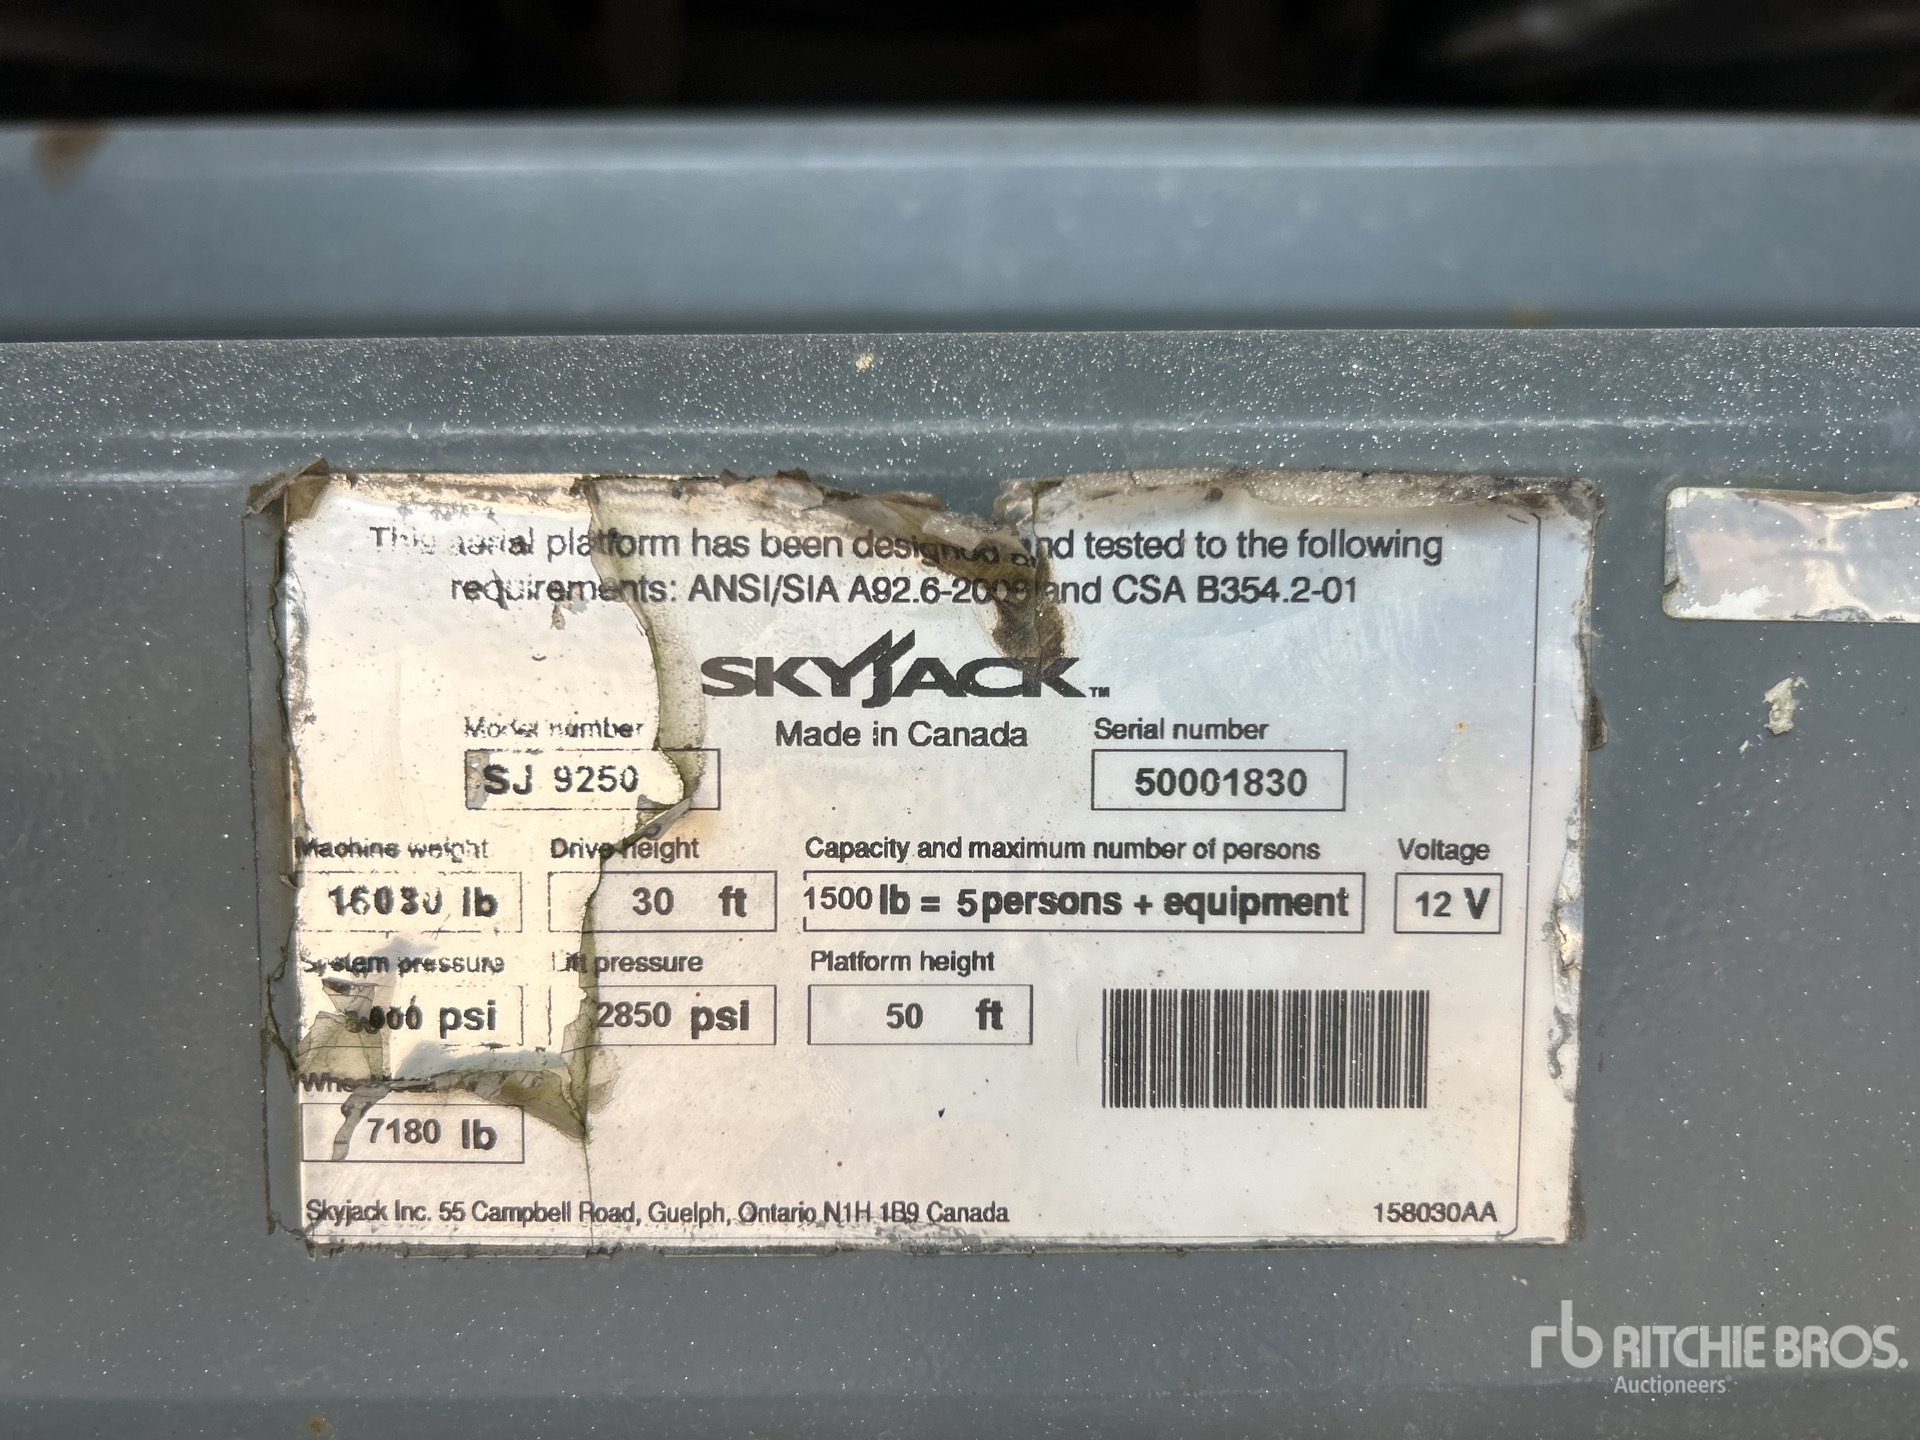 This aerial platform has been designed and tested to the following
requirements: ANSI/SIA A92.6-2006 and CSA B354.2-01
SKYJACK™
Made in Canada
Model number
SJ 9250
Serial number
50001830
Machine weight Drive height Capacity and maximum number of persons Voltage
lb 30 ft 1500 lb = 5 persons + equipment 12 V
System pressure Lift pressure Platform height
psi 2850 psi 50 ft
7180 lb
Skyjack Inc. 55 Campbell Road, Guelph, Ontario N1H 1B9 Canada 158030AA
rb RITCHIE BROS.
Auctioneers